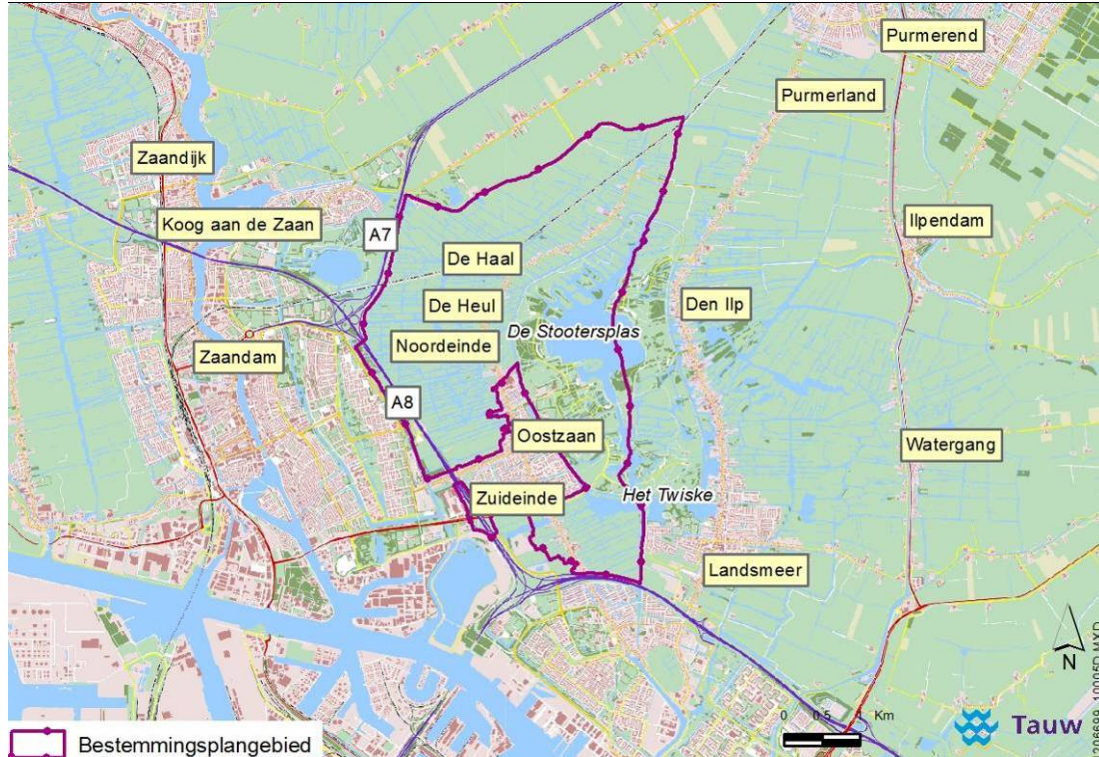 Purmerend
Purmerland
Zaandijk
Koog aan de Zaan
Ilpendam
A7
De Haal
De Heul
Den Ilp
De Stootersplas
Noordeinde
Zaandam
A8
Oostzaan
Watergang
Zuideinde
Het Twiske
Landsmeer
N
0 0.5 1 Km
Tauw
Bestemmingsplangebied